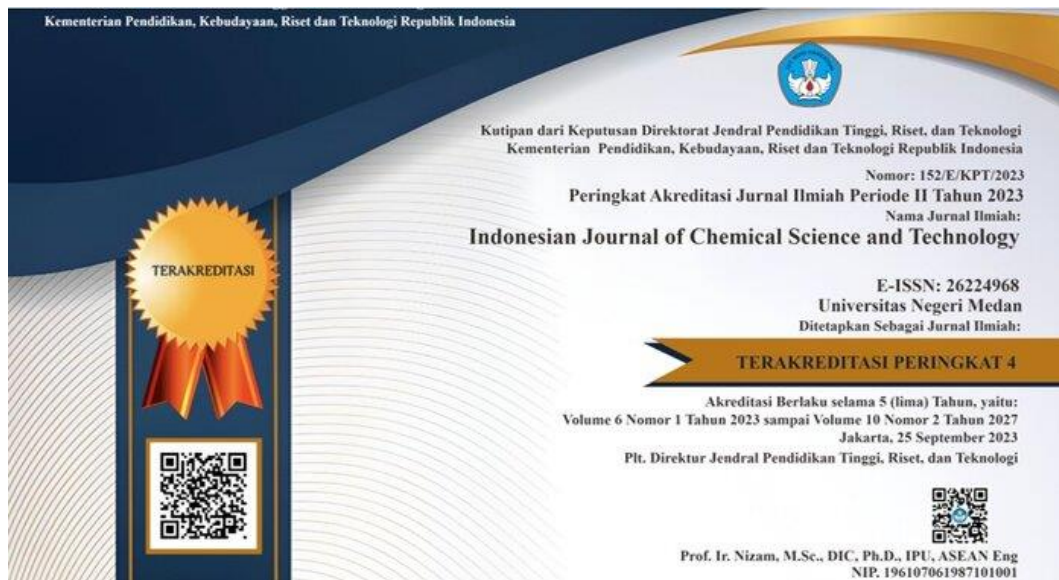 Kementerian Pendidikan, Kebudayaan, Riset dan Teknologi Republik Indonesia
Kutipan dari Keputusan Direktorat Jendral Pendidikan Tinggi, Riset, dan Teknologi
Kementerian Pendidikan, Kebudayaan, Riset dan Teknologi Republik Indonesia
Nomor: 152/E/KPT/2023
Peringkat Akreditasi Jurnal Ilmiah Periode II Tahun 2023
Nama Jurnal Ilmiah:
Indonesian Journal of Chemical Science and Technology
E-ISSN: 26224968
Universitas Negeri Medan
Ditetapkan Sebagai Jurnal Ilmiah:
TERAKREDITASI PERINGKAT 4
Akreditasi Berlaku selama 5 (lima) Tahun, yaitu:
Volume 6 Nomor 1 Tahun 2023 sampai Volume 10 Nomor 2 Tahun 2027
Jakarta, 25 September 2023
Plt. Direktur Jendral Pendidikan Tinggi, Riset, dan Teknologi
Prof. Ir. Nizam, M.Sc., DIC, Ph.D., IPU, ASEAN Eng
NIP. 196107061987101001
TERAKREDITASI